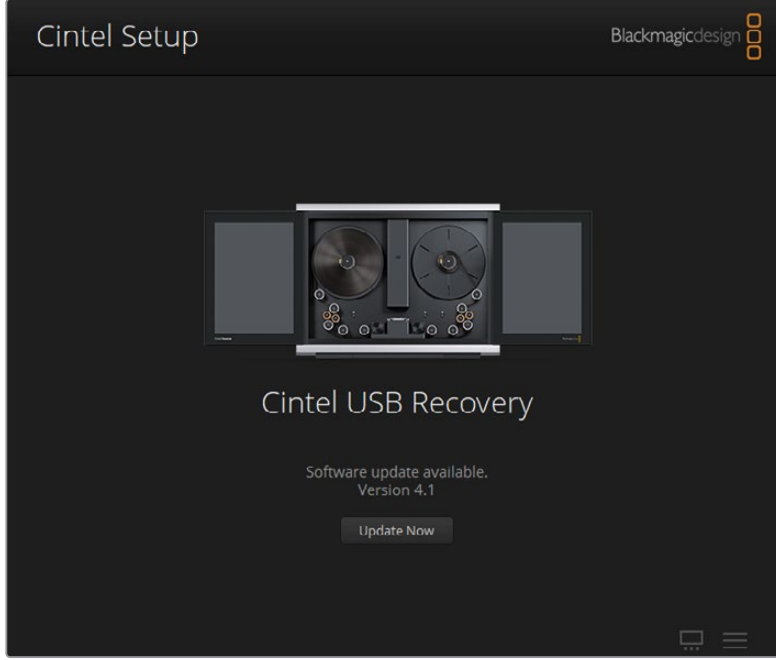 Cintel Setup
Blackmagicdesign
Cintel USB Recovery
Software update available.
Version 4.1
Update Now